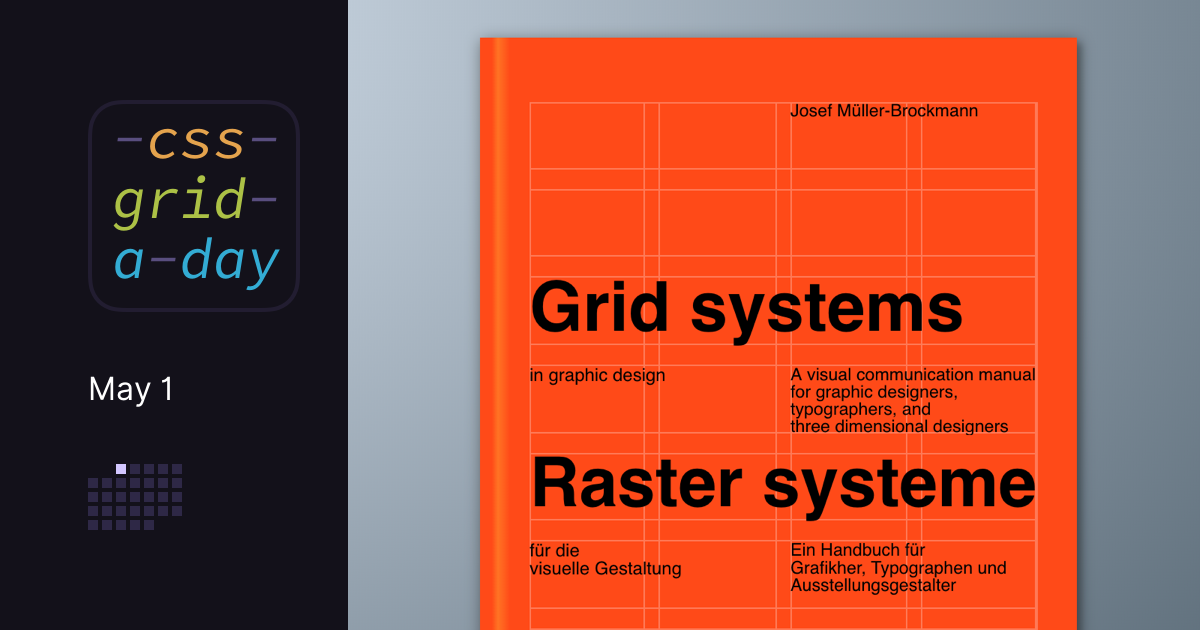 -css-
grid-
a-day
May 1
Josef Müller-Brockmann
Grid systems
in graphic design
A visual communication manual
for graphic designers,
typographers, and
three dimensional designers
Raster systeme
für die
visuelle Gestaltung
Ein Handbuch für
Grafikher, Typographen und
Ausstellungsgestalter